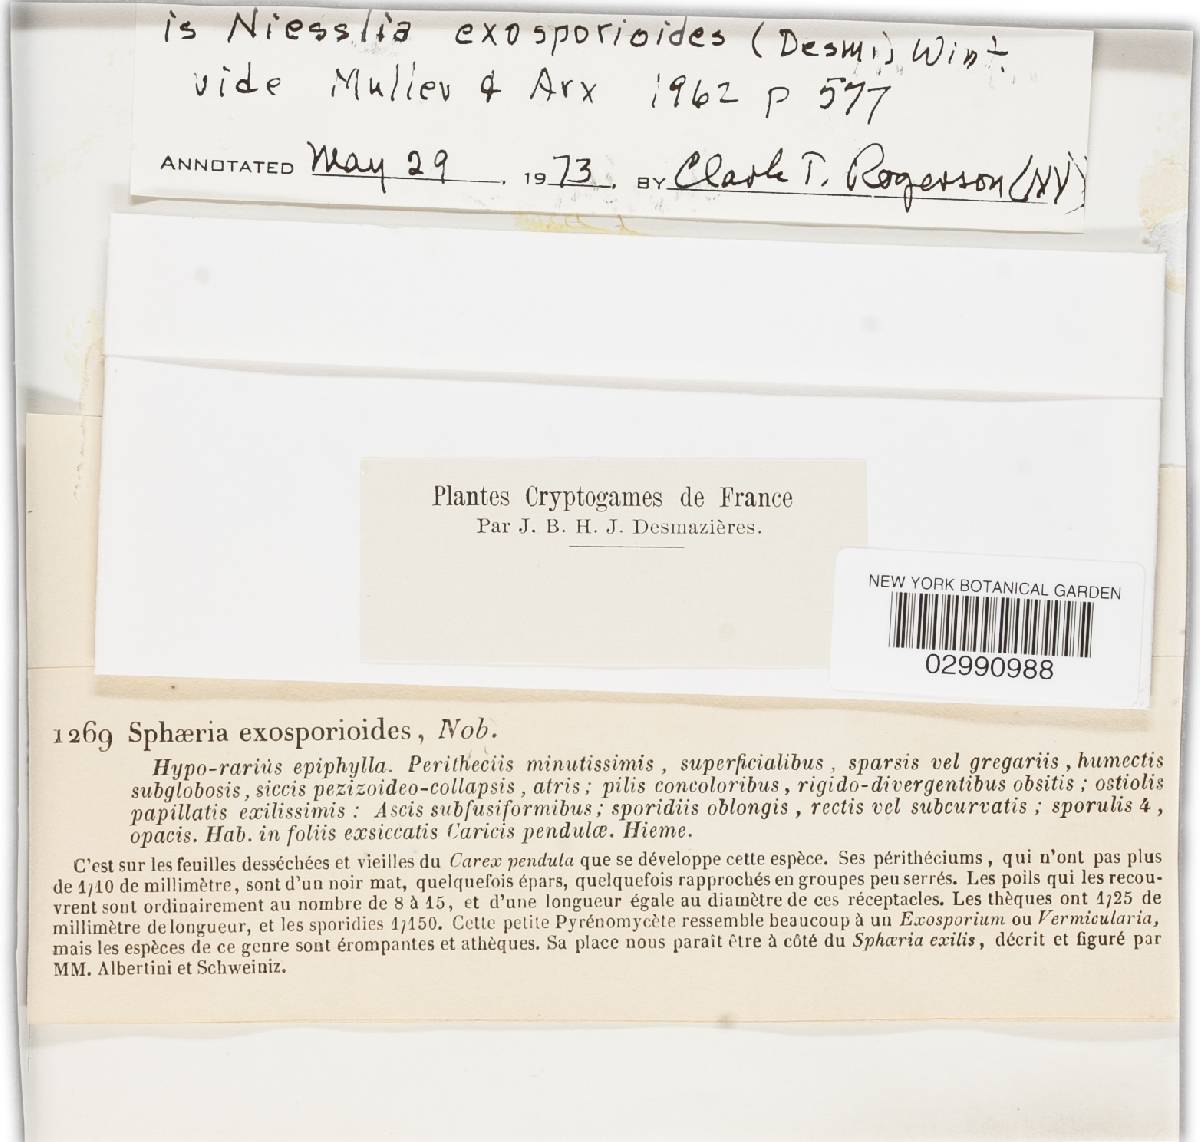 is Niesslia exosporioides (Desm.) Wint.
vide Muller & Arx 1962 p 577
ANNOTATED May 29, 1973. BY Clark T. Rogerson (NY)
Plantes Cryptogames de France
Par J. B. H. J. Desmazières.
NEW YORK BOTANICAL GARDEN
02990988
1269 Sphæria exosporioides, Nob.
Hypo-rariùs epiphylla. Peritheciis minutissimis, superficialibus, sparsis vel gregariis, humectis
subglobosis, siccis pezizoideo-collapsis, atris; pilis concoloribus, rigido-divergentibus obsitis; ostiolis
papillatis exilissimis: Ascis subfusiformibus; sporidiis oblongis, rectis vel subcurvatis; sporulis 4,
opacis. Hab. in foliis exsiccatis Caricis pendulæ. Hieme.
C'est sur les feuilles desséchées et vieilles du Carex pendula que se développe cette espèce. Ses périthéciums, qui n'ont pas plus
de 1/10 de millimètre, sont d'un noir mat, quelquefois épars, quelquefois rapprochés en groupes peu serrés. Les poils qui les recou-
vrent sont ordinairement au nombre de 8 à 15, et d'une longueur égale au diamètre de ces réceptacles. Les thèques ont 1/25 de
millimètre de longueur, et les sporidies 1/150. Cette petite Pyrénomycète ressemble beaucoup à un Exosporium ou Vermicularia,
mais les espèces de ce genre sont érompantes et athèques. Sa place nous parait être à côté du Sphæria exilis, décrit et figuré par
MM. Albertini et Schweiniz.